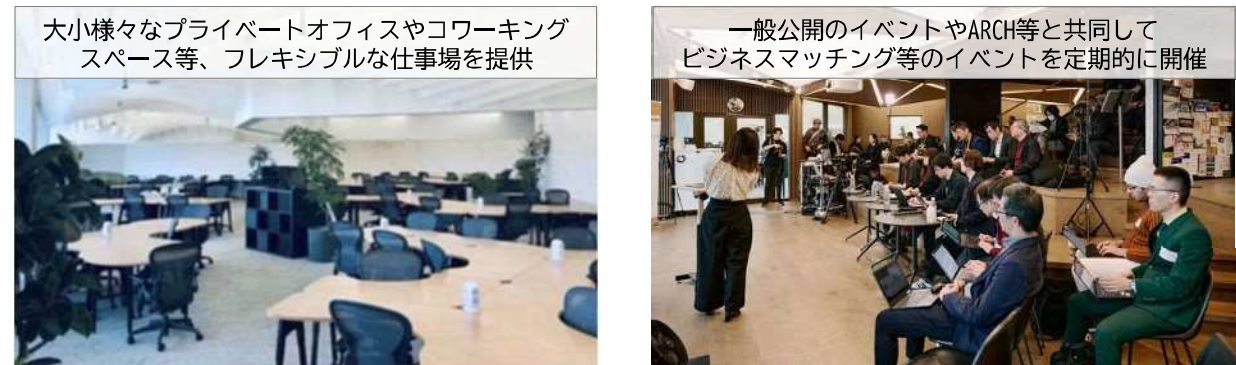 大小様々なプライベートオフィスやコワーキング
スペース等、フレキシブルな仕事場を提供
一般公開のイベントやARCH等と共同して
ビジネスマッチング等のイベントを定期的に開催